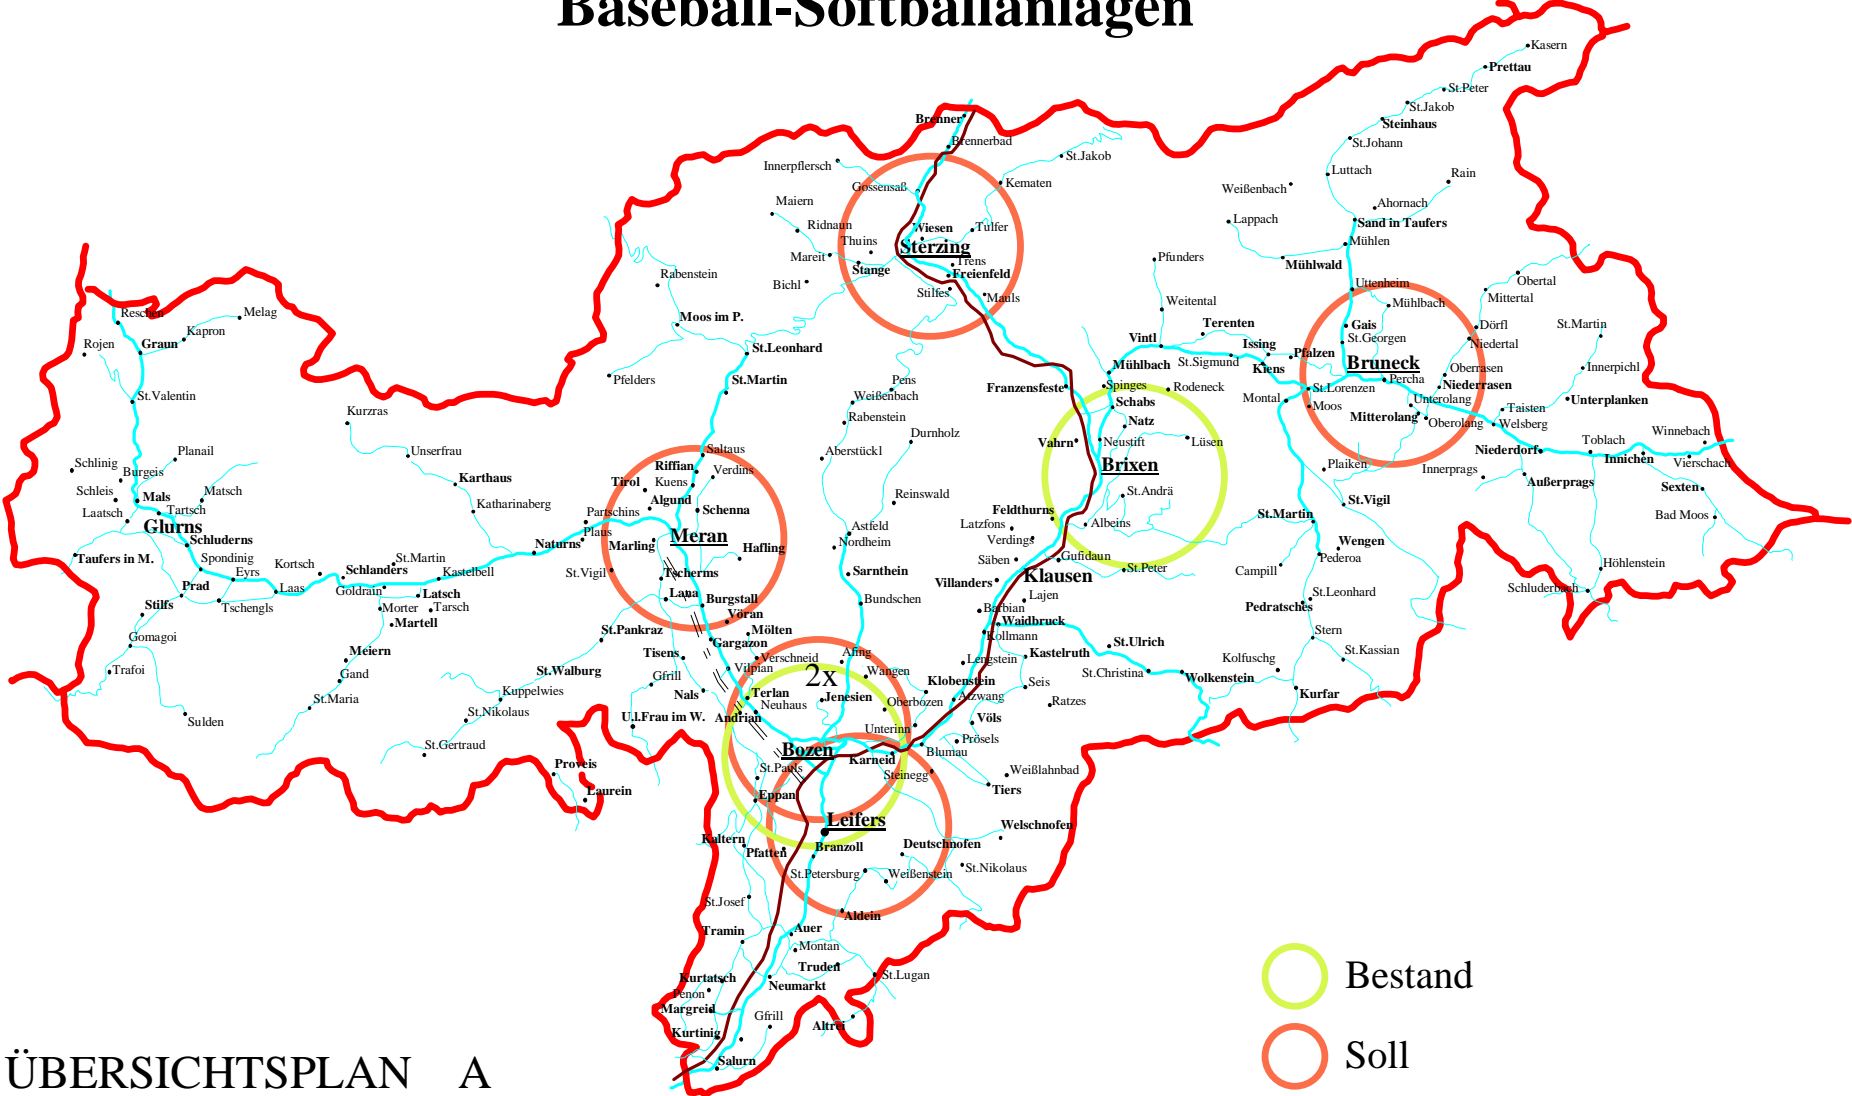 Baseball-Softballanlagen
Kasern
Prettau
St.Peter
St.Jakob
Steinhaus
St.Johann
Brenner
Brennerbad
St.Jakob
Innerpflersch
Luttach
Rain
Gossensaß
Kematen
Weißenbach
Maiern
Ahornach
Ridnaun
Wiesen
Tulfer
Lappach
Sand in Taufers
Thuins
Sterzing
Mühlen
Mareit
Trens
Pfunders
Mühlwald
Stange
Freienfeld
Rabenstein
Bichl
Stilfes
Mauls
Uttenheim
Obertal
Mittertal
Weitental
Mühlbach
Reschen
Melag
Moos im P.
Terenten
Gais
Dörfl
St.Martin
Kapron
Rojen
Graun
Vintl
Issing
St.Georgen
Niedertal
St.Leonhard
St.Sigmund
Pfalzen
Bruneck
Mühlbach
Kiens
Oberrasen
Innerpichl
Pfelders
St.Martin
Pens
Franzensfeste
Spinges
Rodeneck
St.Lorenzen
Percha
Niederrasen
St.Valentin
Weißenbach
Schabs
Montal
Moos
Unterolang
Unterplanken
Kurzras
Rabenstein
Natz
Mitterolang
Oberolang
Taisten
Welsberg
Durnholz
Vahrn
Neustift
Lüsen
Toblach
Winnebach
Planail
Unserfrau
Saltaus
Aberstückl
Niederdorf
Innichen
Vierschach
Schlinig
Burgeis
Riffian
Verdins
Brixen
Plaiken
Innerprags
Karthaus
Tirol
Kuens
Außerprags
Sexten
Schleis
Mals
Matsch
Algund
Reinswald
St.Andrä
St.Vigil
Laatsch
Tartsch
Katharinaberg
Partschins
Schenna
Feldthurns
St.Martin
Bad Moos
Glurns
Plaus
Meran
Astfeld
Latzfons
Albeins
Schluderns
Naturns
Marling
Hafling
Nordheim
Verdings
Wengen
Taufers in M.
Spondinig
Kortsch
St.Martin
Säben
Gufidaun
Pederoa
Eyrs
Schlanders
Kastelbell
St.Vigil
Tscherms
Sarnthein
Villanders
Klausen
St.Peter
Campill
Höhlenstein
Prad
Laas
Goldrain
Latsch
Lana
Burgstall
Bundschen
Lajen
St.Leonhard
Schluderbach
Stilfs
Tschengls
Morter
Tarsch
Vöran
Barbian
Pedratsches
Martell
Waidbruck
Gomagoi
St.Pankraz
Mölten
Kollmann
Stern
Gargazon
Meiern
Tisens
Verschneid
Afing
Kastelruth
St.Ulrich
St.Kassian
Trafoi
Gand
St.Walburg
Vilpian
Wangen
Lengstein
Kolfuschg
2x
Gfrill
St.Christina
Wolkenstein
Kuppelwies
Nals
Terlan
Jenesien
Klobenstein
Seis
Kurfar
St.Maria
Neuhaus
Oberbozen
Atzwang
Ratzes
St.Nikolaus
U.l.Frau im W.
Andrian
Völs
Sulden
Unterinn
St.Gertraud
Bozen
Blumau
Prösels
Karneid
Proveis
St.Pauls
Steinegg
Weißlahnbad
Laurein
Eppan
Tiers
Leifers
Welschnofen
Kaltern
Pfatten
Branzoll
Deutschnofen
St.Petersburg
Weißenstein
St.Nikolaus
St.Josef
Aldein
Tramin
Auer
Montan
Truden
St.Lugan
Bestand
Kurtatsch
Neumarkt
Penon
Margreid
Gfrill
Altrei
Kurtinig
Soll
Salurn
ÜBERSICHTSPLAN A